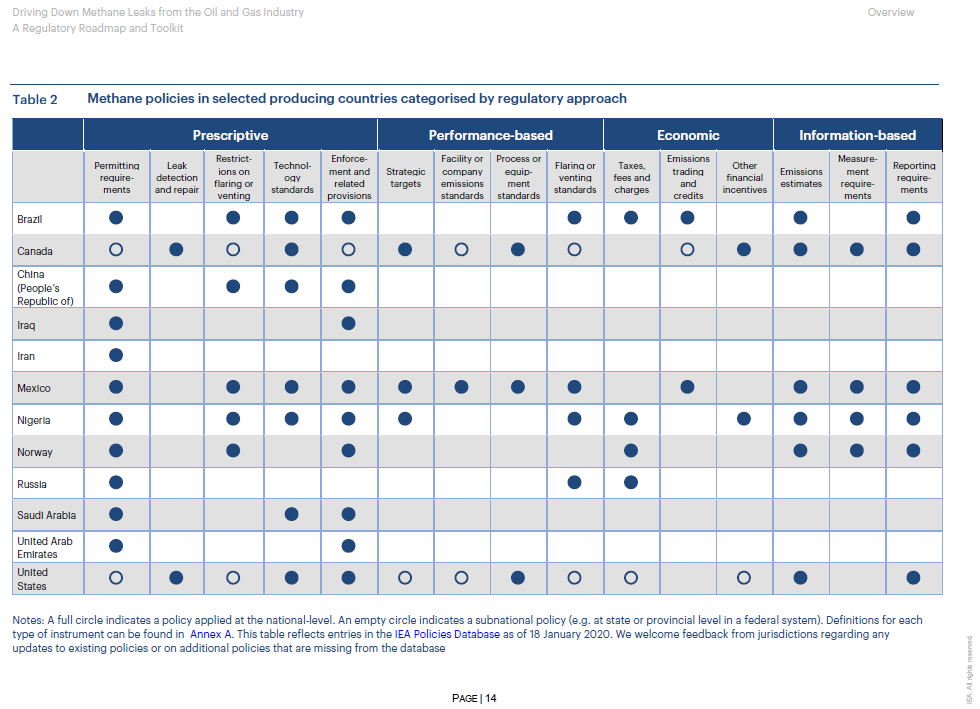 Driving Down Methane Leaks from the Oil and Gas Industry
Overview
A Regulatory Roadmap and Toolkit
Table 2 Methane policies in selected producing countries categorised by regulatory approach
Prescriptive Performance-based Economic Information-based
Permitting require-ments
Leak detection and repair
Restrict-ions on flaring or venting
Technol-ogy standards
Enforce-ment and related provisions
Strategic targets
Facility or company emissions standards
Process or equip-ment standards
Flaring or venting standards
Taxes, fees and charges
Emissions trading and credits
Other financial incentives
Emissions estimates
Measure-ment require-ments
Reporting require-ments
Brazil
Canada
China
(People's
Republic of)
Iraq
Iran
Mexico
Nigeria
Norway
Russia
Saudi Arabia
United Arab
Emirates
United
States
Notes: A full circle indicates a policy applied at the national-level. An empty circle indicates a subnational policy (e.g. at state or provincial level in a federal system). Definitions for each
type of instrument can be found in Annex A. This table reflects entries in the IEA Policies Database as of 18 January 2020. We welcome feedback from jurisdictions regarding any
updates to existing policies or on additional policies that are missing from the database
PAGE | 14
IEA. All rights reserved.